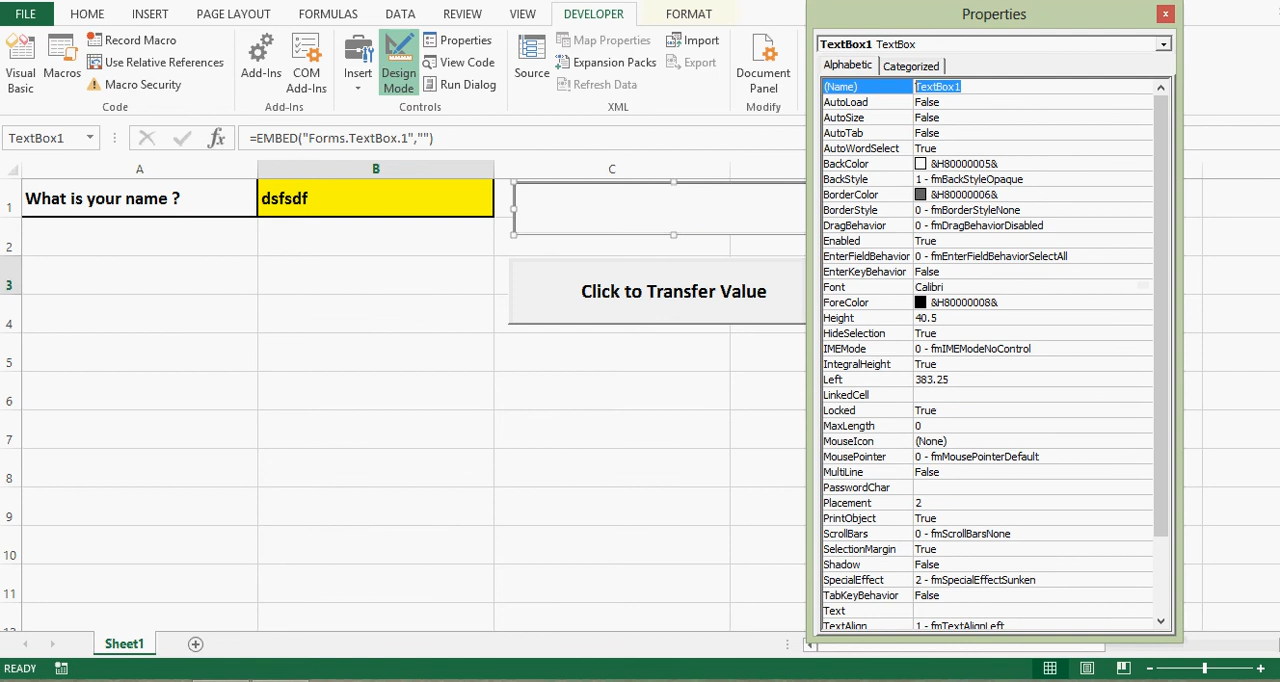 FILE HOME INSERT PAGE LAYOUT FORMULAS DATA REVIEW VIEW DEVELOPER FORMAT
Visual Basic
Macros
Record Macro
Use Relative References
Macro Security
Code
Add-Ins
COM Add-Ins
Add-Ins
Insert
Design Mode
Properties
View Code
Run Dialog
Controls
Source
Map Properties
Expansion Packs
Refresh Data
Import
Export
XML
Document Panel
Modify
TextBox1
fx
=EMBED("Forms.TextBox.1","")
A B C
1 What is your name ? dsfsdf
2
3 Click to Transfer Value
4
5
6
7
8
9
10
11
Sheet1
READY
Properties
x
TextBox1 TextBox
Alphabetic Categorized
(Name) TextBox1
AutoLoad False
AutoSize False
AutoTab False
AutoWordSelect True
BackColor &H80000005&
BackStyle 1 - fmBackStyleOpaque
BorderColor &H80000006&
BorderStyle 0 - fmBorderStyleNone
DragBehavior 0 - fmDragBehaviorDisabled
Enabled True
EnterFieldBehavior 0 - fmEnterFieldBehaviorSelectAll
EnterKeyBehavior False
Font Calibri
ForeColor &H80000008&
Height 40.5
HideSelection True
IMEMode 0 - fmIMEModeNoControl
IntegralHeight True
Left 383.25
LinkedCell
Locked True
MaxLength 0
MouseIcon (None)
MousePointer 0 - fmMousePointerDefault
MultiLine False
PasswordChar
Placement 2
PrintObject True
ScrollBars 0 - fmScrollBarsNone
SelectionMargin True
Shadow False
SpecialEffect 2 - fmSpecialEffectSunken
TabKeyBehavior False
Text
TextAlign 1 - fmTextAlignLeft